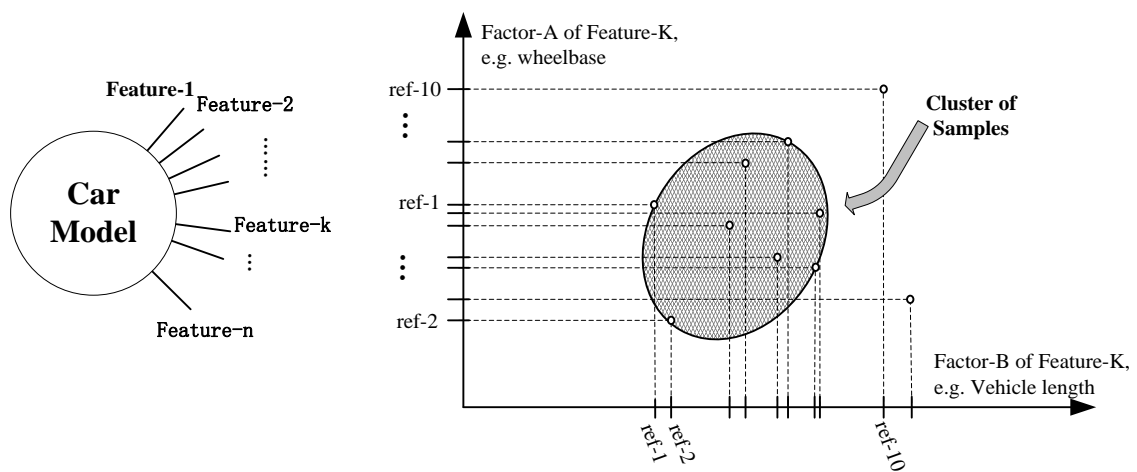 Feature-1
Feature-2
Car
Model
Feature-k
Feature-n
Factor-A of Feature-K,
e.g. wheelbase
ref-10
ref-1
ref-2
Cluster of
Samples
Factor-B of Feature-K,
e.g. Vehicle length
ref-1
ref-2
ref-10